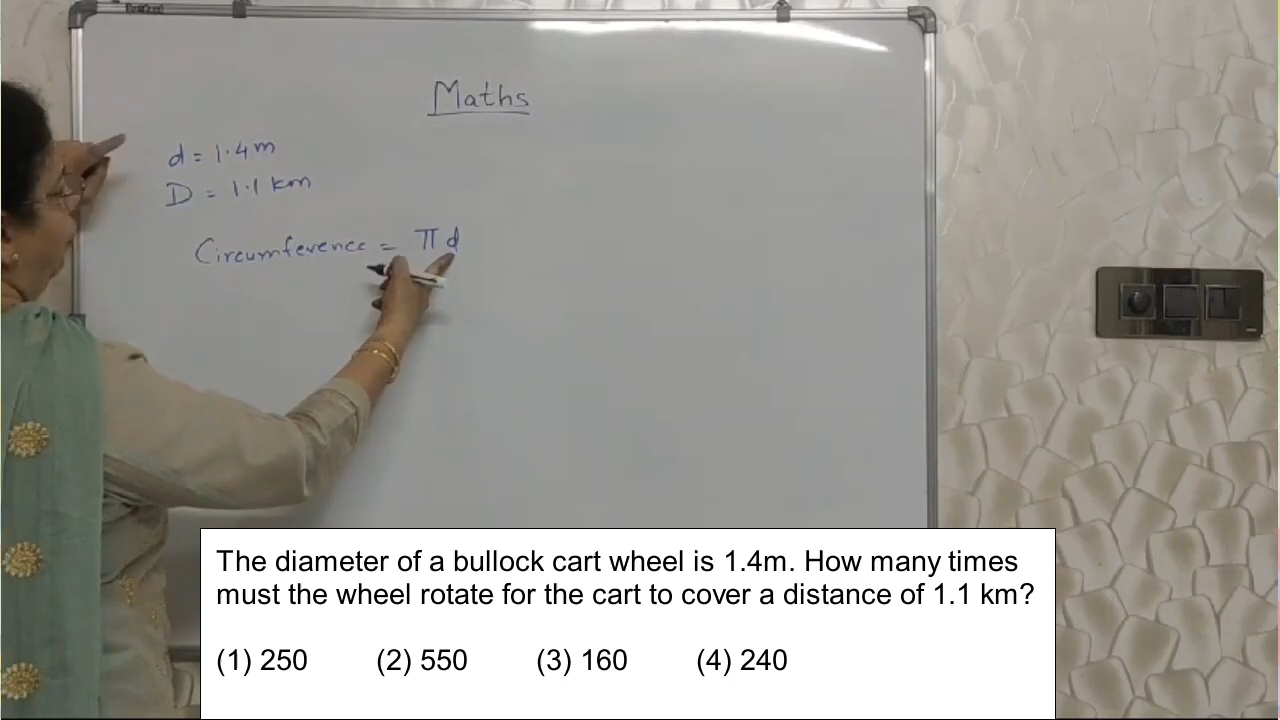 Maths
d = 1.4 m
D = 1.1 km
Circumference = πd
The diameter of a bullock cart wheel is 1.4m. How many times
must the wheel rotate for the cart to cover a distance of 1.1 km?
(1) 250 (2) 550 (3) 160 (4) 240